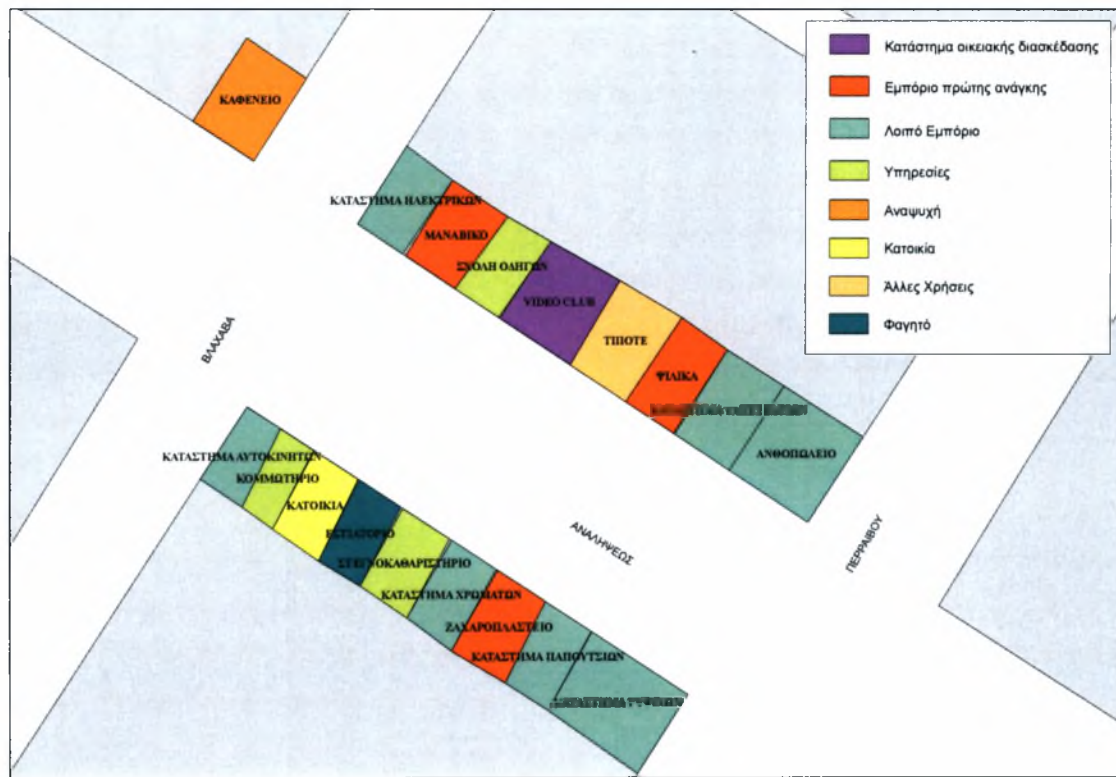 Κατάστημα οικειακής διασκέδασης
Εμπόριο πρώτης ανάγκης
Λοιπό Εμπόριο
Υπηρεσίες
Αναψυχή
Κατοικία
Άλλες Χρήσεις
Φαγητό
ΚΑΦΕΝΕΙΟ
ΚΑΤΑΣΤΗΜΑ ΗΛΕΚΤΡΙΚΩΝ
ΜΑΝΑΒΙΚΟ
ΣΧΟΛΗ ΟΔΗΓΩΝ
VIDEO CLUB
ΤΙΠΟΤΕ
ΨΙΛΙΚΑ
ΚΑΤΑΣΤΗΜΑ
ΑΝΘΟΠΩΛΕΙΟ
ΒΛΑΧΑΒΑ
ΑΝΑΛΗΨΕΩΣ
ΠΕΡΡΑΙΒΟΥ
ΚΑΤΑΣΤΗΜΑ ΑΥΤΟΚΙΝΗΤΩΝ
ΚΟΜΜΩΤΗΡΙΟ
ΚΑΤΟΙΚΙΑ
ΕΣΤΙΑΤΟΡΙΟ
ΣΤΕΓΝΟΚΑΘΑΡΙΣΤΗΡΙΟ
ΚΑΤΑΣΤΗΜΑ ΧΡΩΜΑΤΩΝ
ΖΑΧΑΡΟΠΛΑΣΤΕΙΟ
ΚΑΤΑΣΤΗΜΑ ΠΑΠΟΥΤΣΙΩΝ
ΚΑΤΑΣΤΗΜΑ